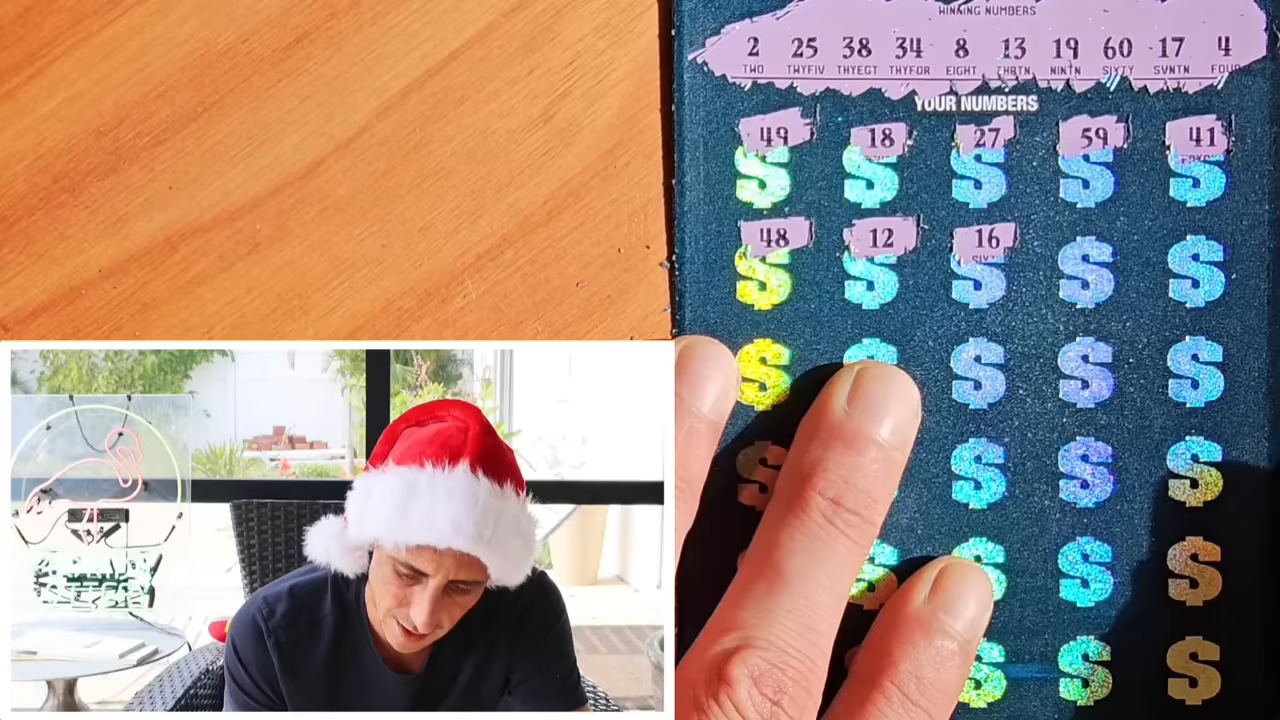 WINNING NUMBERS
2 25 38 34 8 13 19 60 17 4
TWO TWYFIV THYEGT THYFOR EIGHT THRTN NINTN SIXTY SVNTN FOUR
YOUR NUMBERS
49 18 27 59 41
$ $ $ $ $
48 12 16
$ $ $ $ $
$ $ $ $ $
$ $ $ $
$ $ $ $
$ $ $